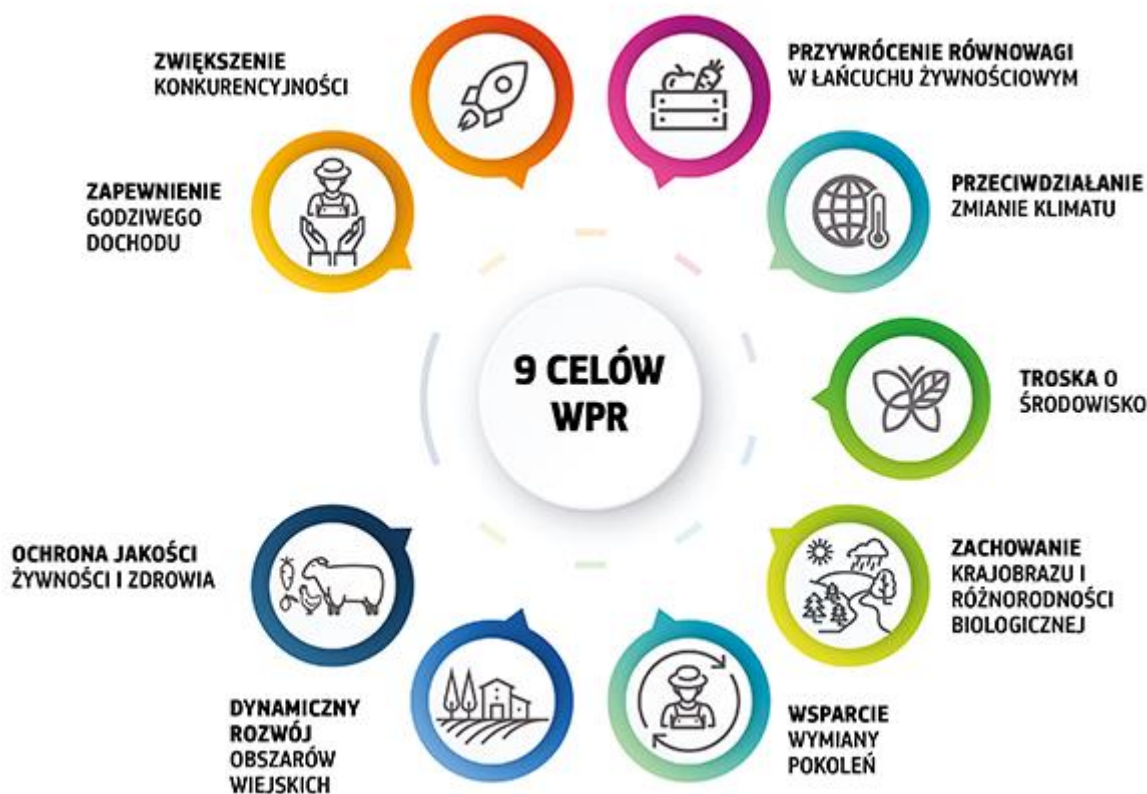 ZWIĘKSZENIE
KONKURENCYJNOŚCI
PRZYWRÓCENIE RÓWNOWAGI
W ŁAŃCUCHU ŻYWNOŚCIOWYM
ZAPEWNIENIE
GODZIWEGO
DOCHODU
PRZECIWDZIAŁANIE
ZMIANIE KLIMATU
9 CELÓW
WPR
TROSKA O
ŚRODOWISKO
OCHRONA JAKOŚCI
ŻYWNOŚCI I ZDROWIA
ZACHOWANIE
KRAJOBRAZU I
RÓŻNORODNOŚCI
BIOLOGICZNEJ
DYNAMICZNY
ROZWÓJ
OBSZARÓW
WIEJSKICH
WSPARCIE
WYMIANY
POKOLEŃ